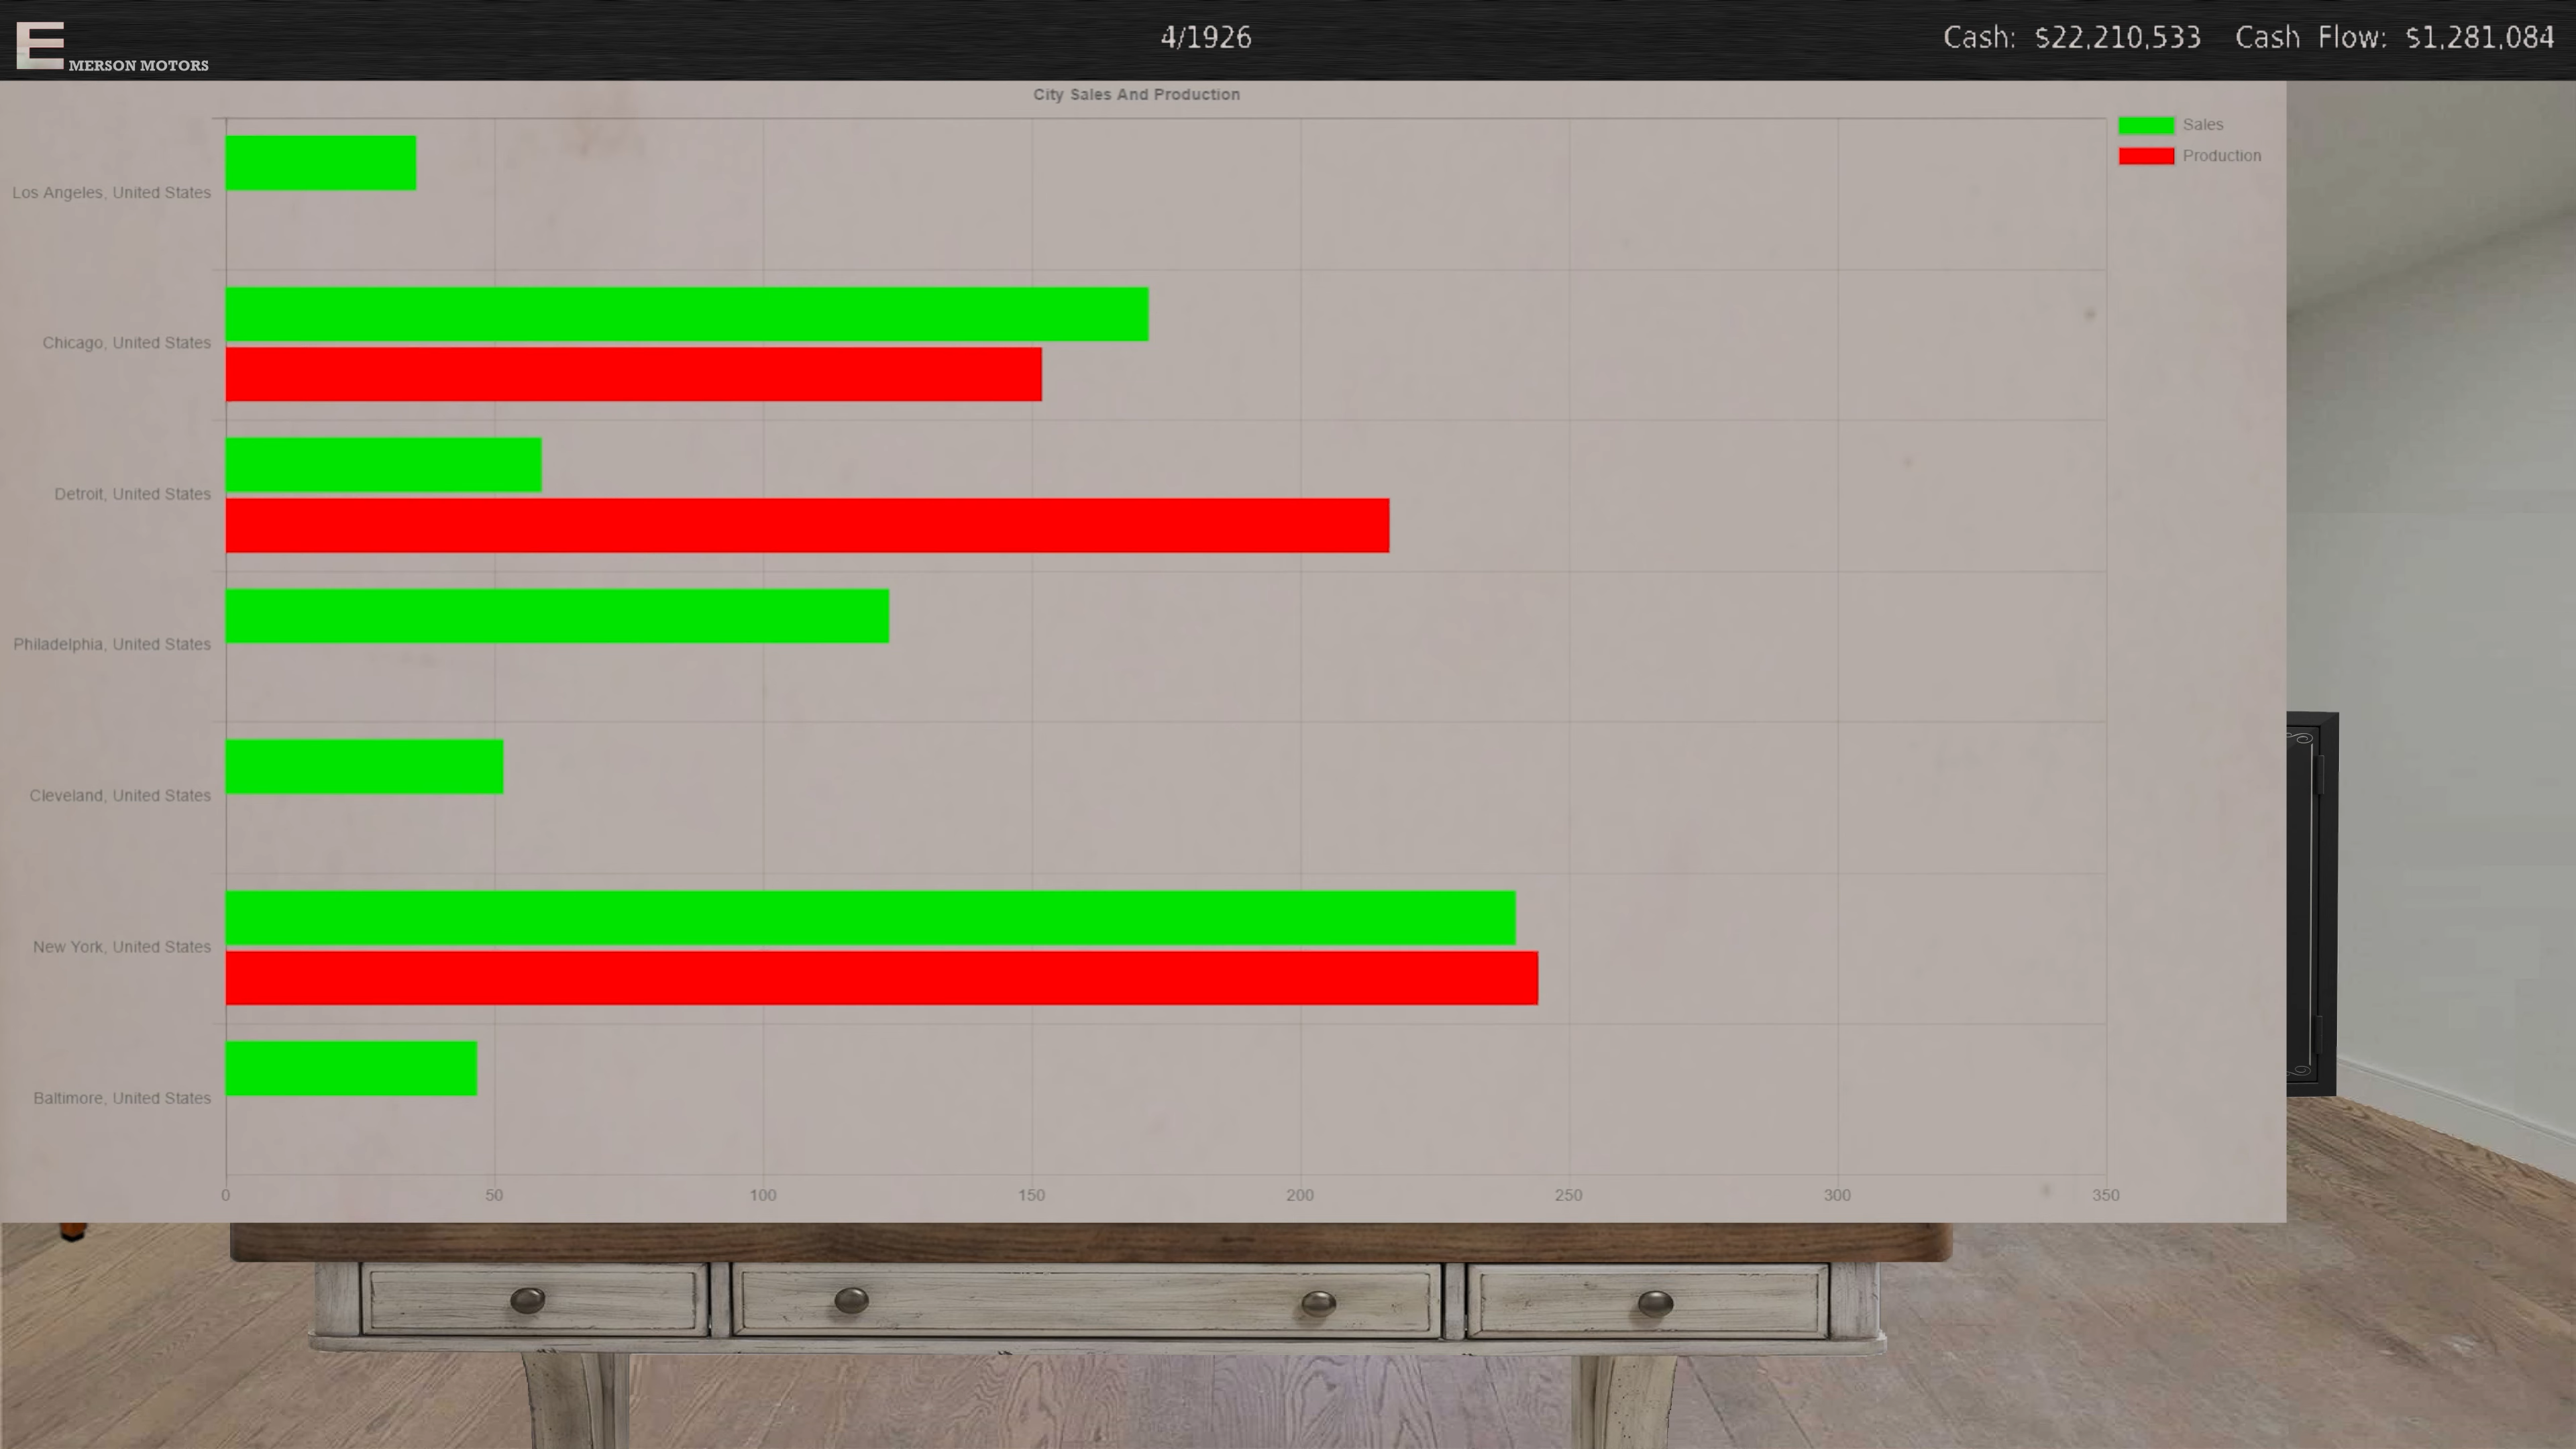 EMERSON MOTORS
4/1926
Cash: $22,210,533 Cash Flow: $1,281,084
City Sales And Production
Sales
Production
Los Angeles, United States
Chicago, United States
Detroit, United States
Philadelphia, United States
Cleveland, United States
New York, United States
Baltimore, United States
0 50 100 150 200 250 300 350